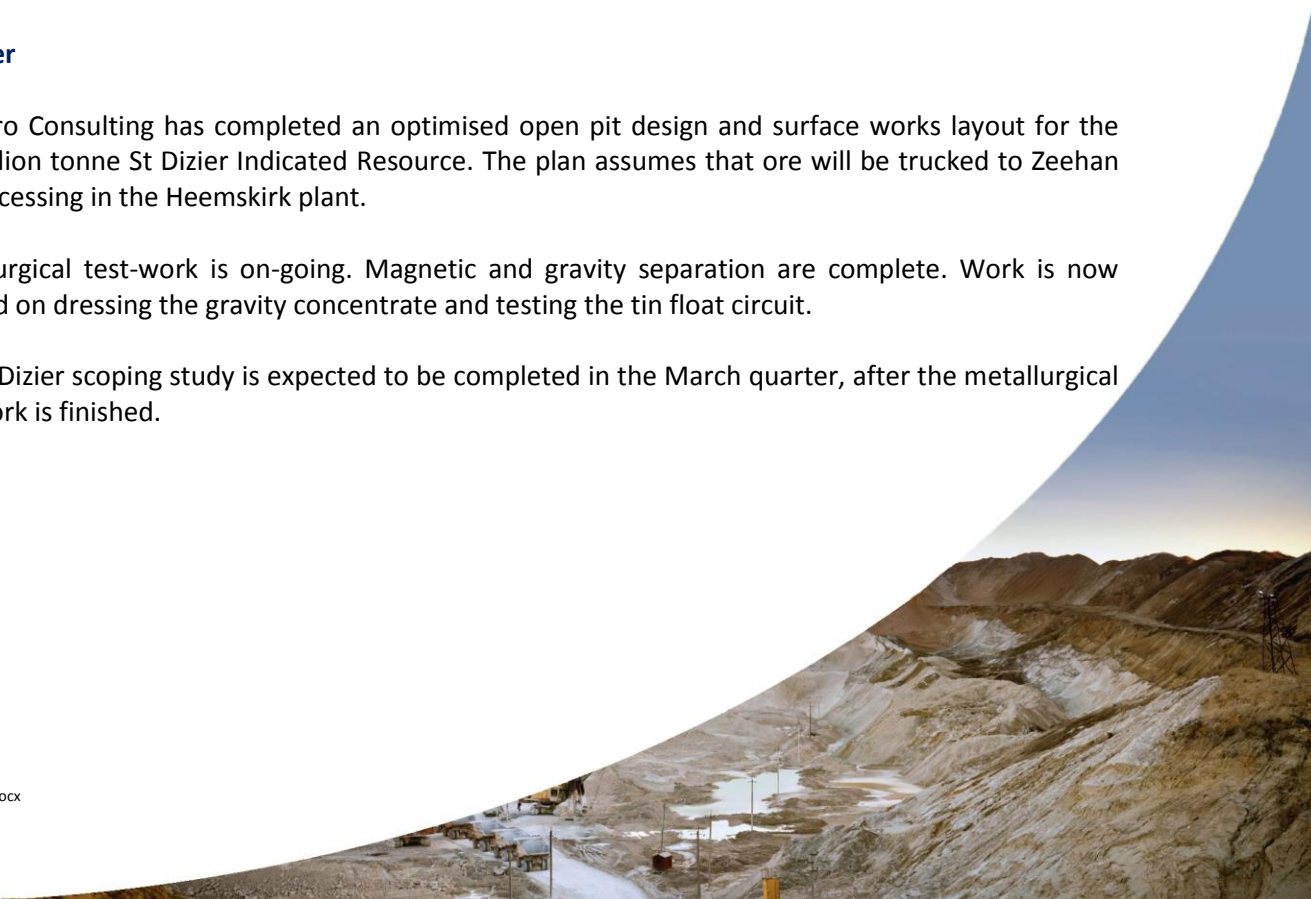 er
ro Consulting has completed an optimised open pit design and surface works layout for the
lion tonne St Dizier Indicated Resource. The plan assumes that ore will be trucked to Zeehan
cessing in the Heemskirk plant.
urgical test-work is on-going. Magnetic and gravity separation are complete. Work is now
d on dressing the gravity concentrate and testing the tin float circuit.
Dizier scoping study is expected to be completed in the March quarter, after the metallurgical
ork is finished.
ocx